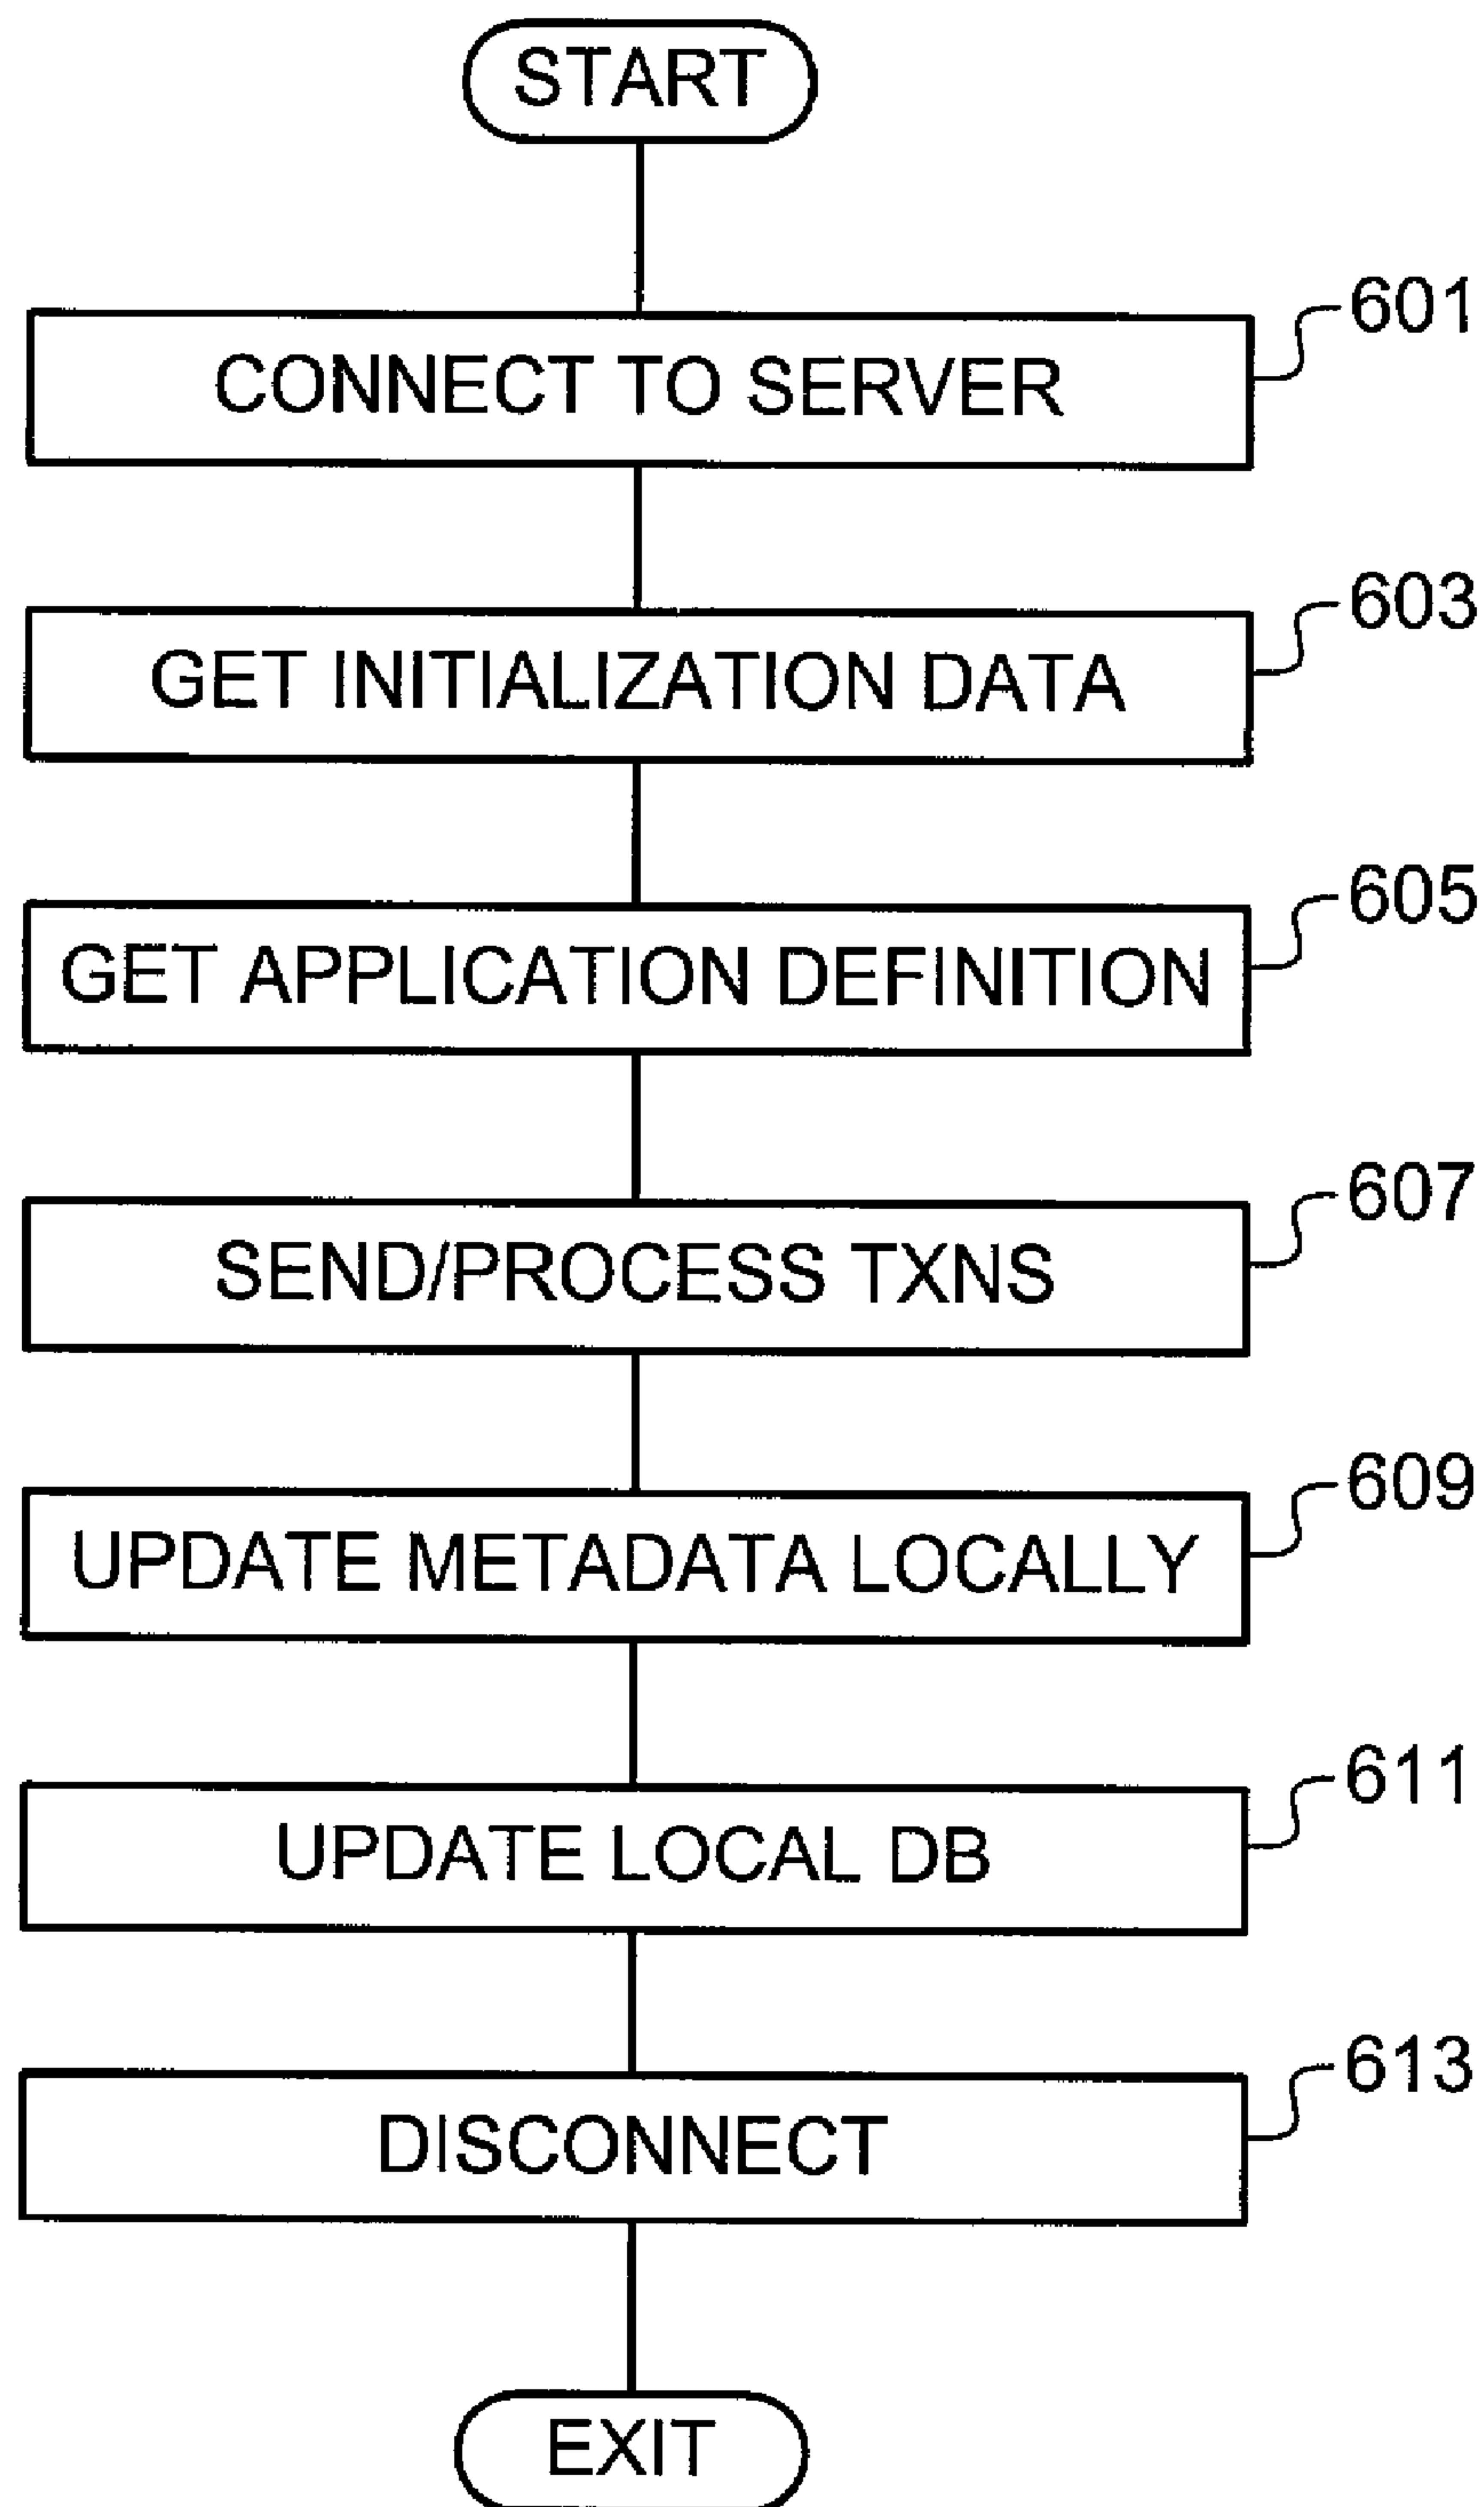 START
601
CONNECT TO SERVER
603
GET INITIALIZATION DATA
605
GET APPLICATION DEFINITION
607
SEND/PROCESS TXNS
609
UPDATE METADATA LOCALLY
611
UPDATE LOCAL DB
613
DISCONNECT
EXIT